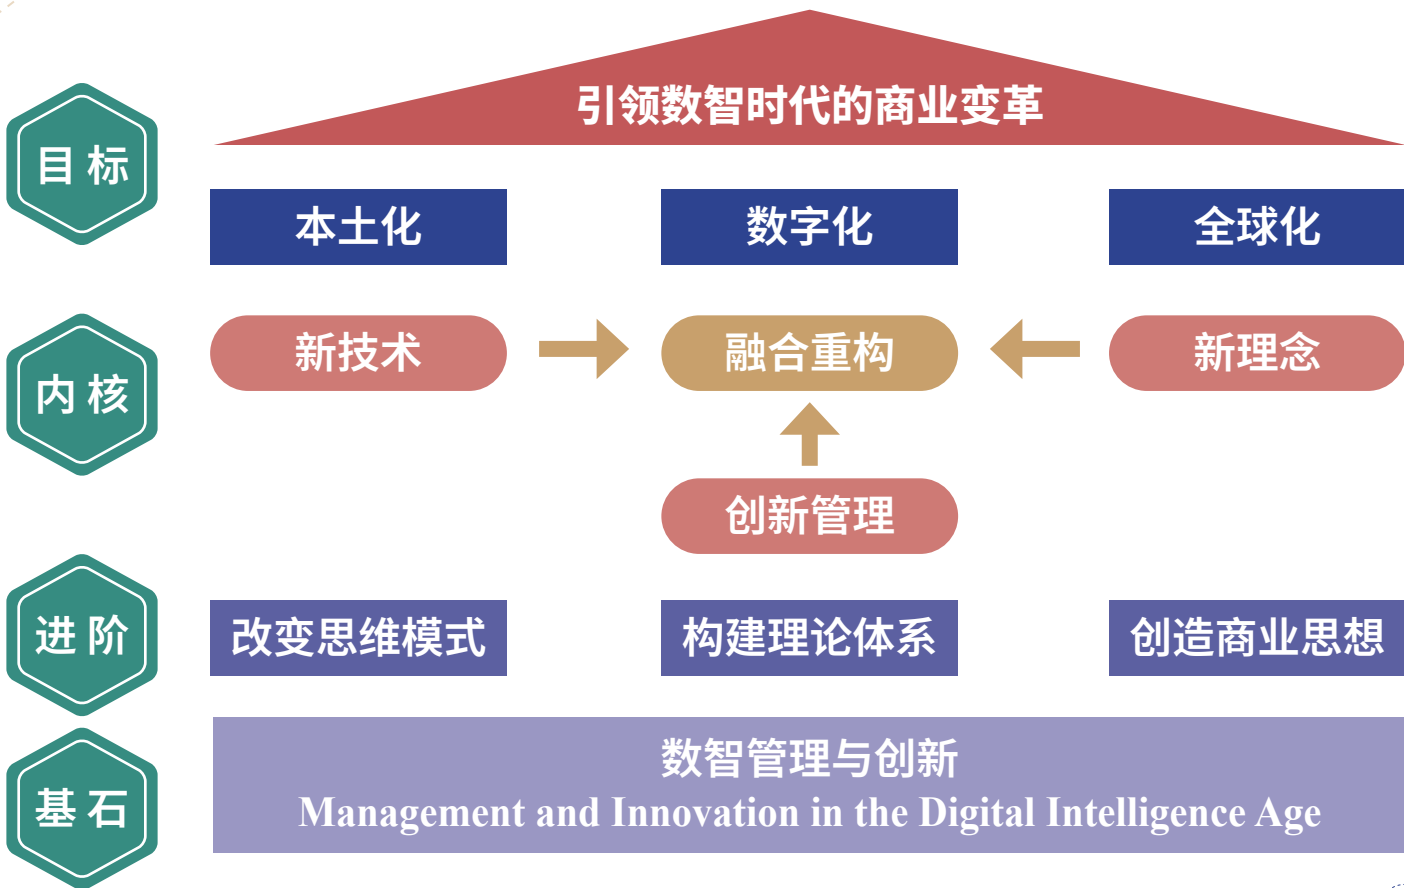 引领数智时代的商业变革
目标
本土化
数字化
全球化
新技术
融合重构
新理念
内核
创新管理
进阶
改变思维模式
构建理论体系
创造商业思想
基石
数智管理与创新
Management and Innovation in the Digital Intelligence Age